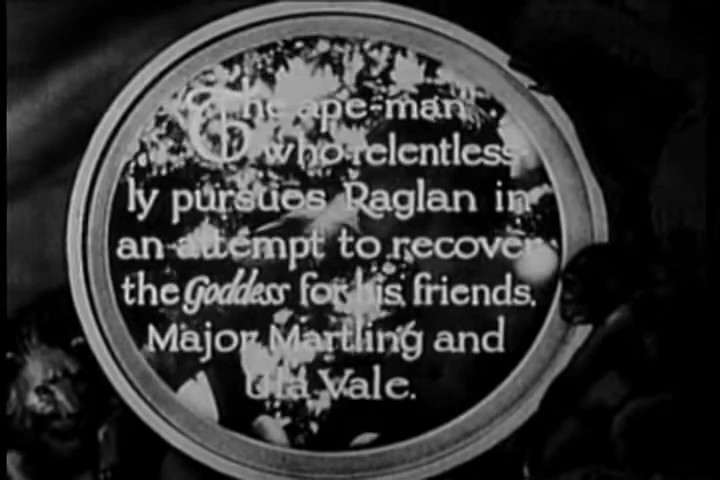 The ape-man
who relentless-
ly pursues Raglan in
an attempt to recover
the Goddess for his friends,
Major Martling and
Ula Vale.